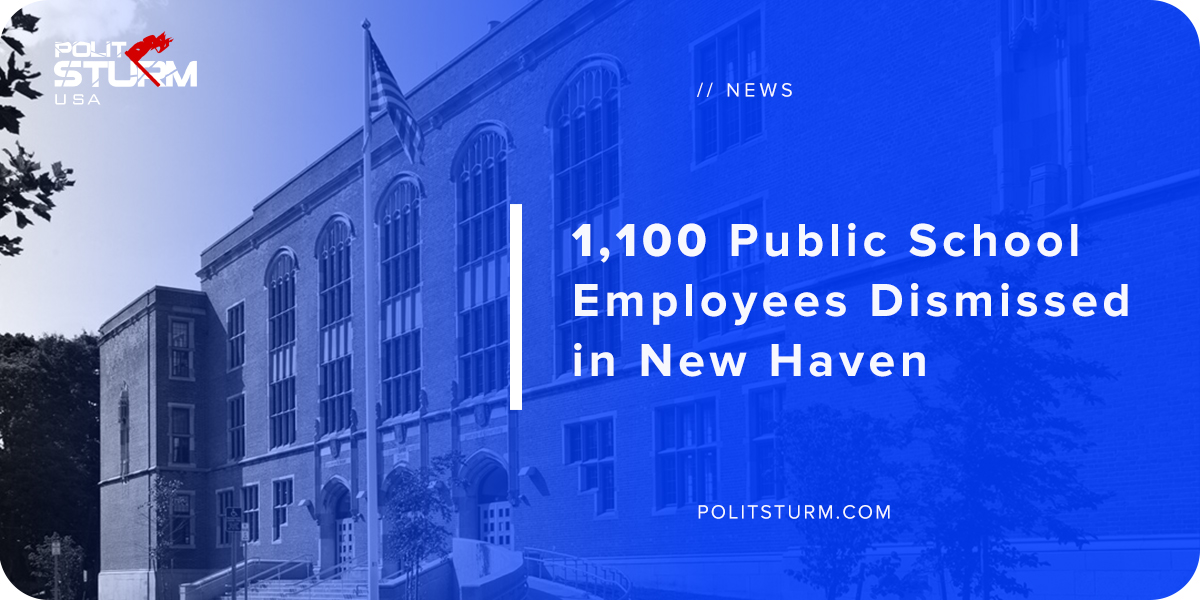 POLIT
STURM
USA
// NEWS
1,100 Public School
Employees Dismissed
in New Haven
POLITSTURM.COM